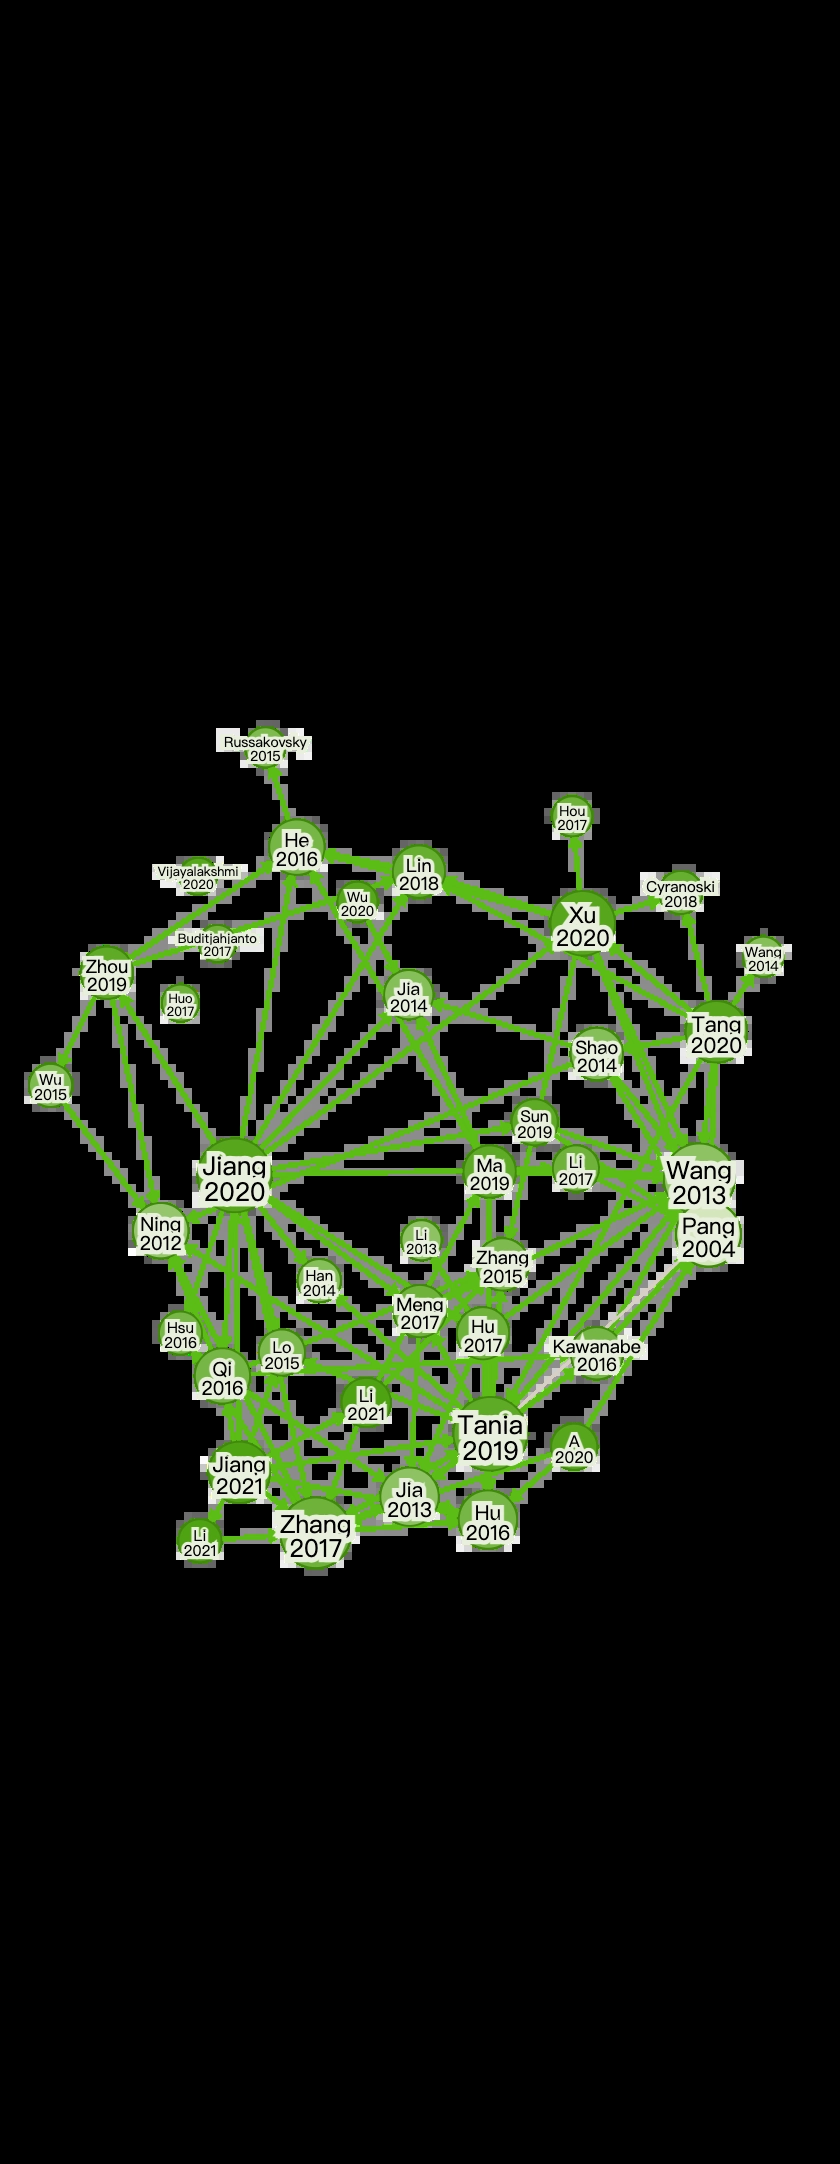 Russakovsky
2015
Hou
2017
He
2016
Lin
2018
Vijayalakshmi
2020
Cyranoski
2018
Wu
2020
Xu
2020
Buditjahjanto
2017
Wang
2014
Zhou
2019
Jia
2014
Huo
2017
Tang
2020
Shao
2014
Wu
2015
Sun
2019
Jiang
2020
Ma
2019
Li
2017
Wang
2013
Ning
2012
Pang
2004
Li
2013
Zhang
2015
Han
2014
Meng
2017
Hsu
2016
Hu
2017
Lo
2015
Kawanabe
2016
Qi
2016
Li
2021
Tania
2019
A
2020
Jiang
2021
Jia
2013
Hu
2016
Zhang
2017
Li
2021